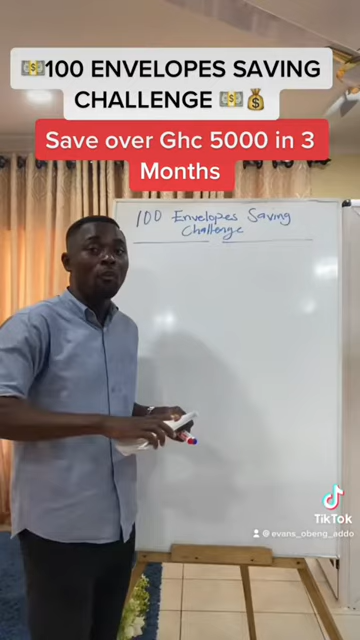 💵100 ENVELOPES SAVING
CHALLENGE 💵💰
Save over Ghc 5000 in 3
Months
100 Envelopes Saving
Challenge
TikTok
@evans_obeng_addo